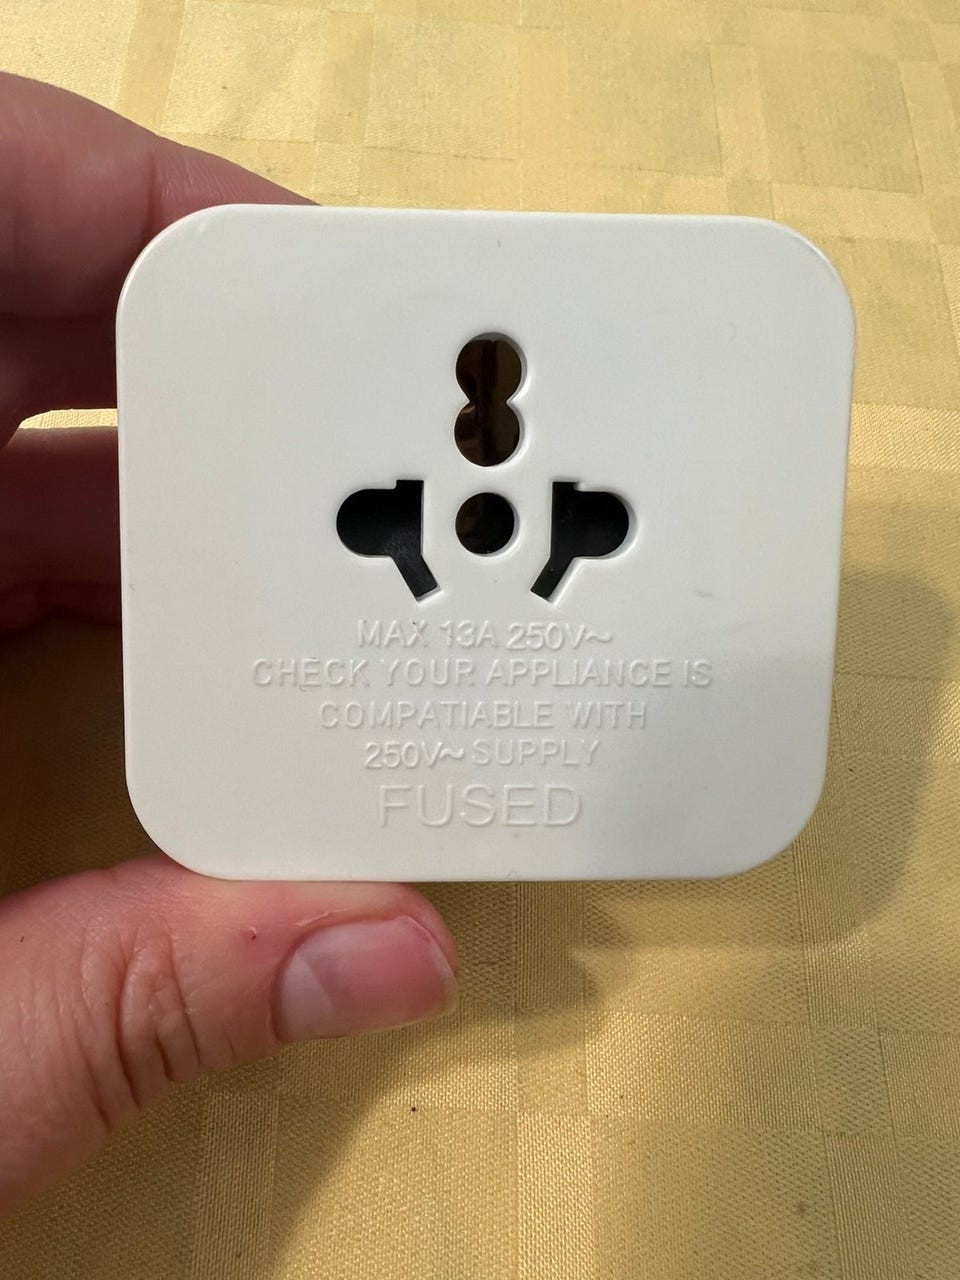 MAX 13A 250V~
CHECK YOUR APPLIANCE IS
COMPATIABLE WITH
250V~ SUPPLY
FUSED